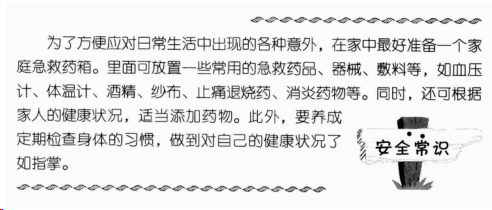 为了方便应对日常生活中出现的各种意外，在家中最好准备一个家
庭急救药箱。里面可放置一些常用的急救药品、器械、敷料等，如血压
计、体温计、酒精、纱布、止痛退烧药、消炎药物等。同时，还可根据
家人的健康状况，适当添加药物。此外，要养成
定期检查身体的习惯，做到对自己的健康状况了
如指掌。
安全常识